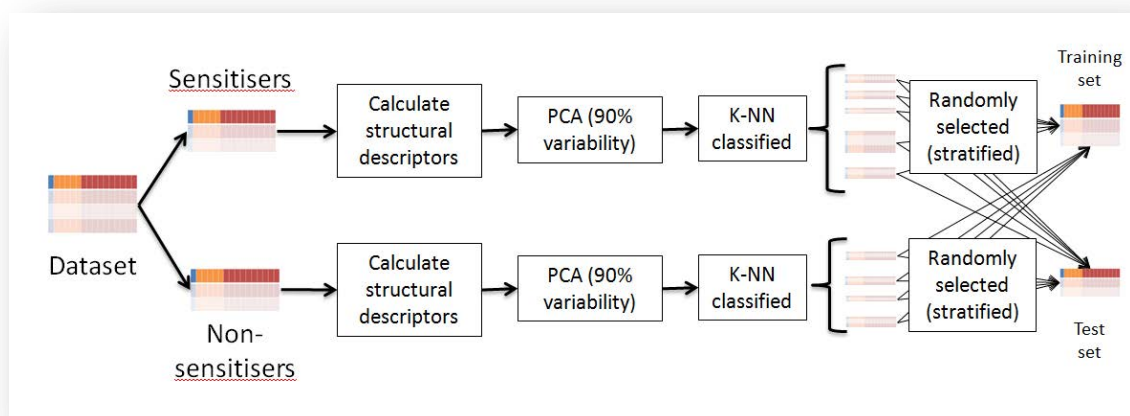 Sensitisers
Calculate
structural
descriptors
PCA (90%
variability)
K-NN
classified
Randomly
selected
(stratified)
Training
set
Dataset
Non-
sensitisers
Calculate
structural
descriptors
PCA (90%
variability)
K-NN
classified
Randomly
selected
(stratified)
Test
set